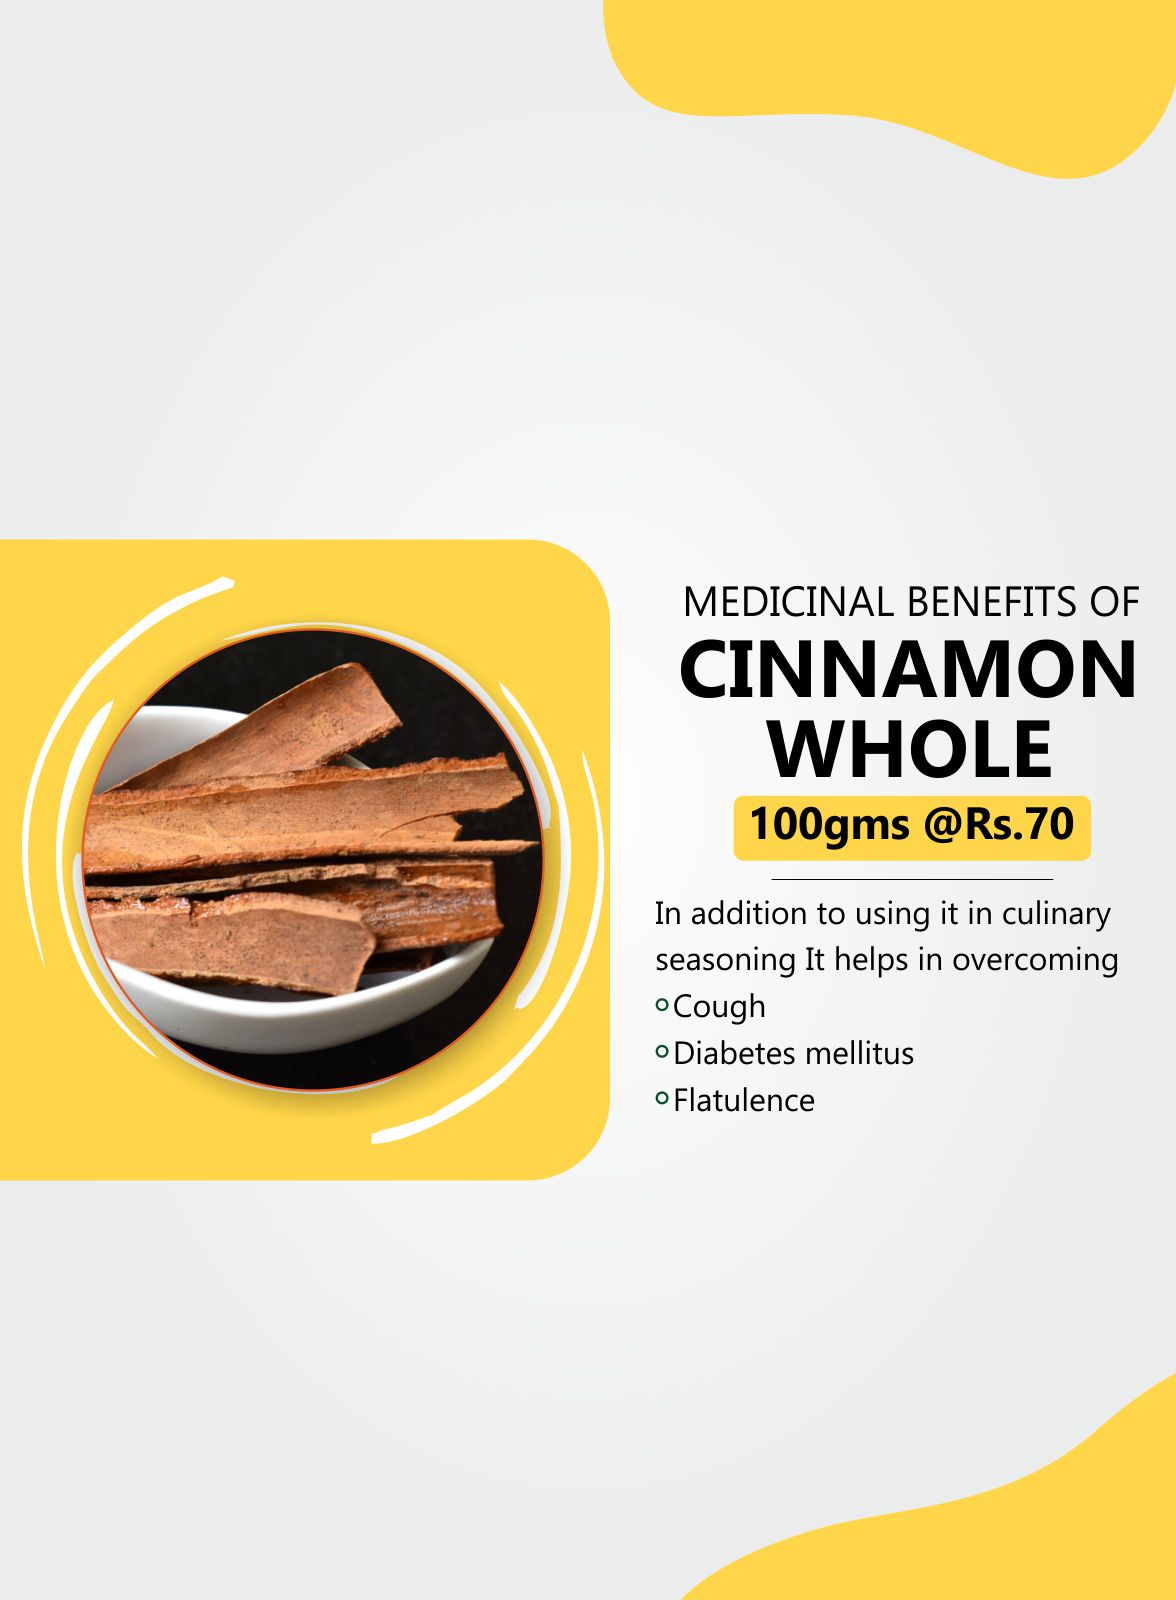 MEDICINAL BENEFITS OF
CINNAMON
WHOLE
100gms @Rs.70
In addition to using it in culinary
seasoning It helps in overcoming
Cough
Diabetes mellitus
Flatulence